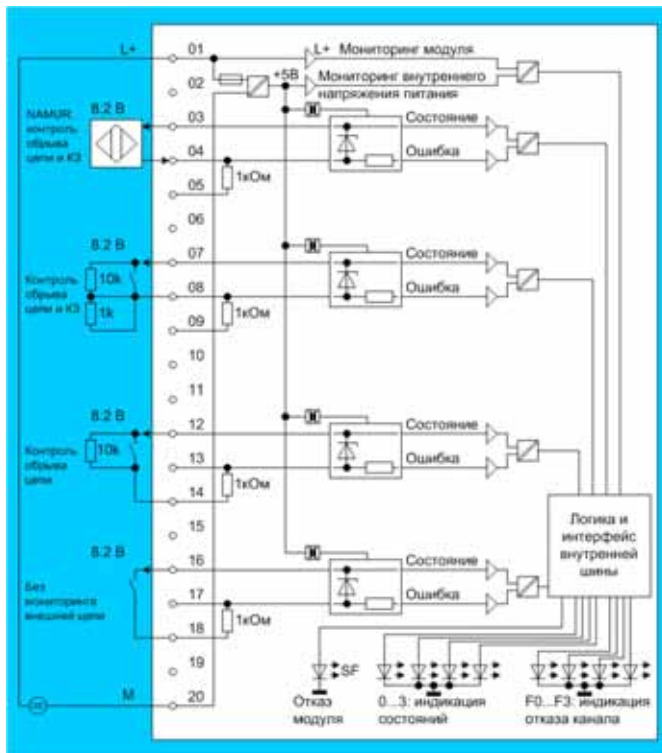 L+
01
L+ Мониторинг модуля
+5В
02
Мониторинг внутреннего
напряжения питания
NAMUR:
контроль
обрыва
цепи и КЗ
8.2 В
03
Состояние
04
Ошибка
1кОм
05
06
8.2 В
07
Состояние
Контроль
обрыва
цепи и КЗ
10k
1k
08
Ошибка
1кОм
09
10
11
8.2 В
12
Состояние
Контроль
обрыва
цепи
10k
13
Ошибка
1кОм
14
15
Логика и
интерфейс
внутренней
шины
8.2 В
16
Состояние
Без
мониторинга
внешней цепи
17
Ошибка
1кОм
18
19
SF
M
20
Отказ
модуля
0...3: индикация
состояний
F0...F3: индикация
отказа канала